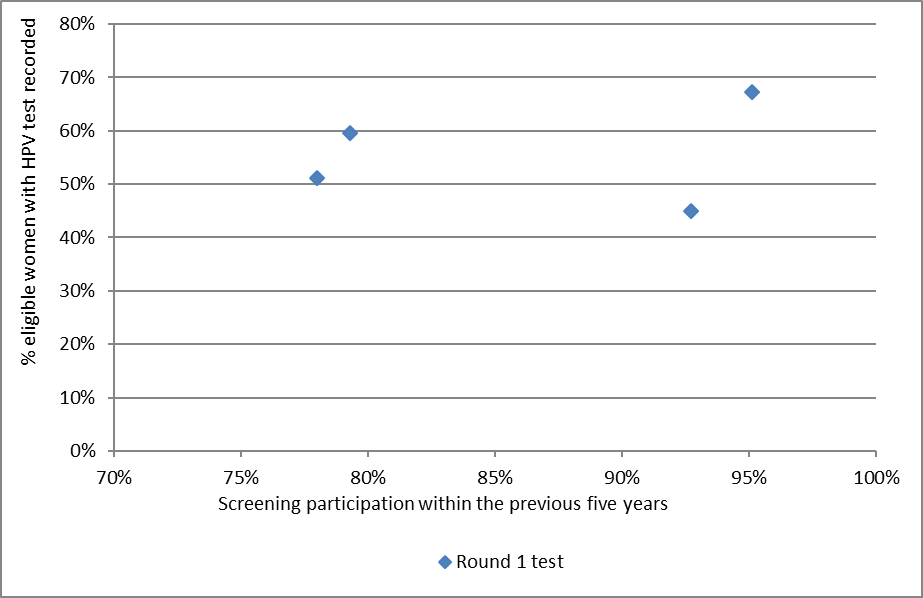 % eligible women with HPV test recorded
80%
70%
60%
50%
40%
30%
20%
10%
0%
70% 75% 80% 85% 90% 95% 100%
Screening participation within the previous five years
Round 1 test